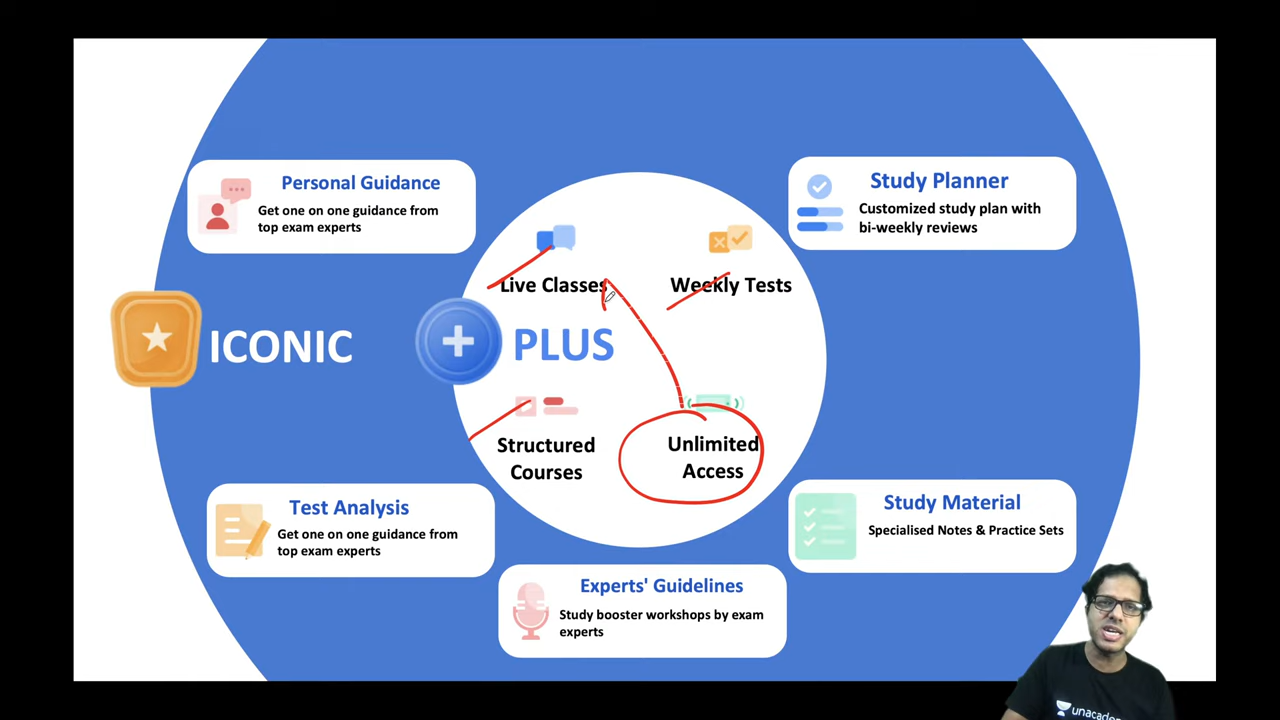 Personal Guidance
Get one on one guidance from
top exam experts
Study Planner
Customized study plan with
bi-weekly reviews
Live Classes
Weekly Tests
ICONIC
PLUS
Structured
Courses
Unlimited
Access
Test Analysis
Get one on one guidance from
top exam experts
Study Material
Specialised Notes & Practice Sets
Experts' Guidelines
Study booster workshops by exam
experts
unacade